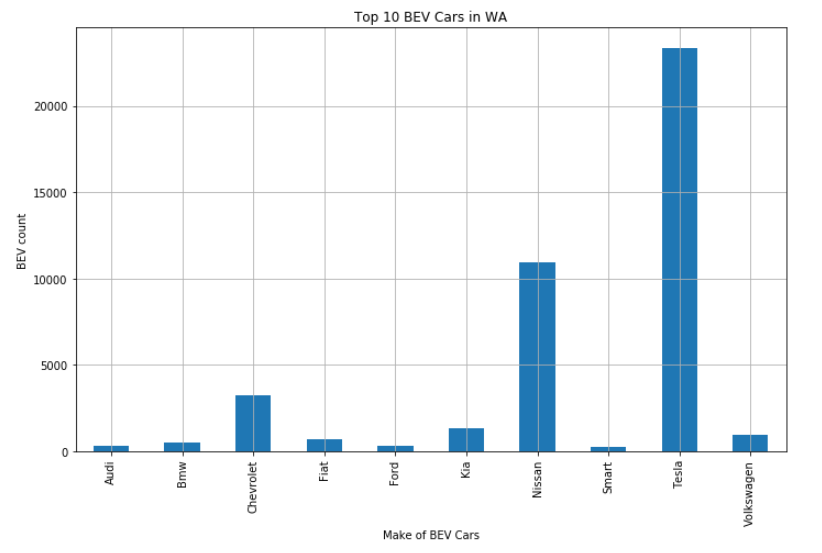 Top 10 BEV Cars in WA
20000
15000
10000
5000
0
BEV count
Audi
Bmw
Chevrolet
Fiat
Ford
Kia
Nissan
Smart
Tesla
Volkswagen
Make of BEV Cars